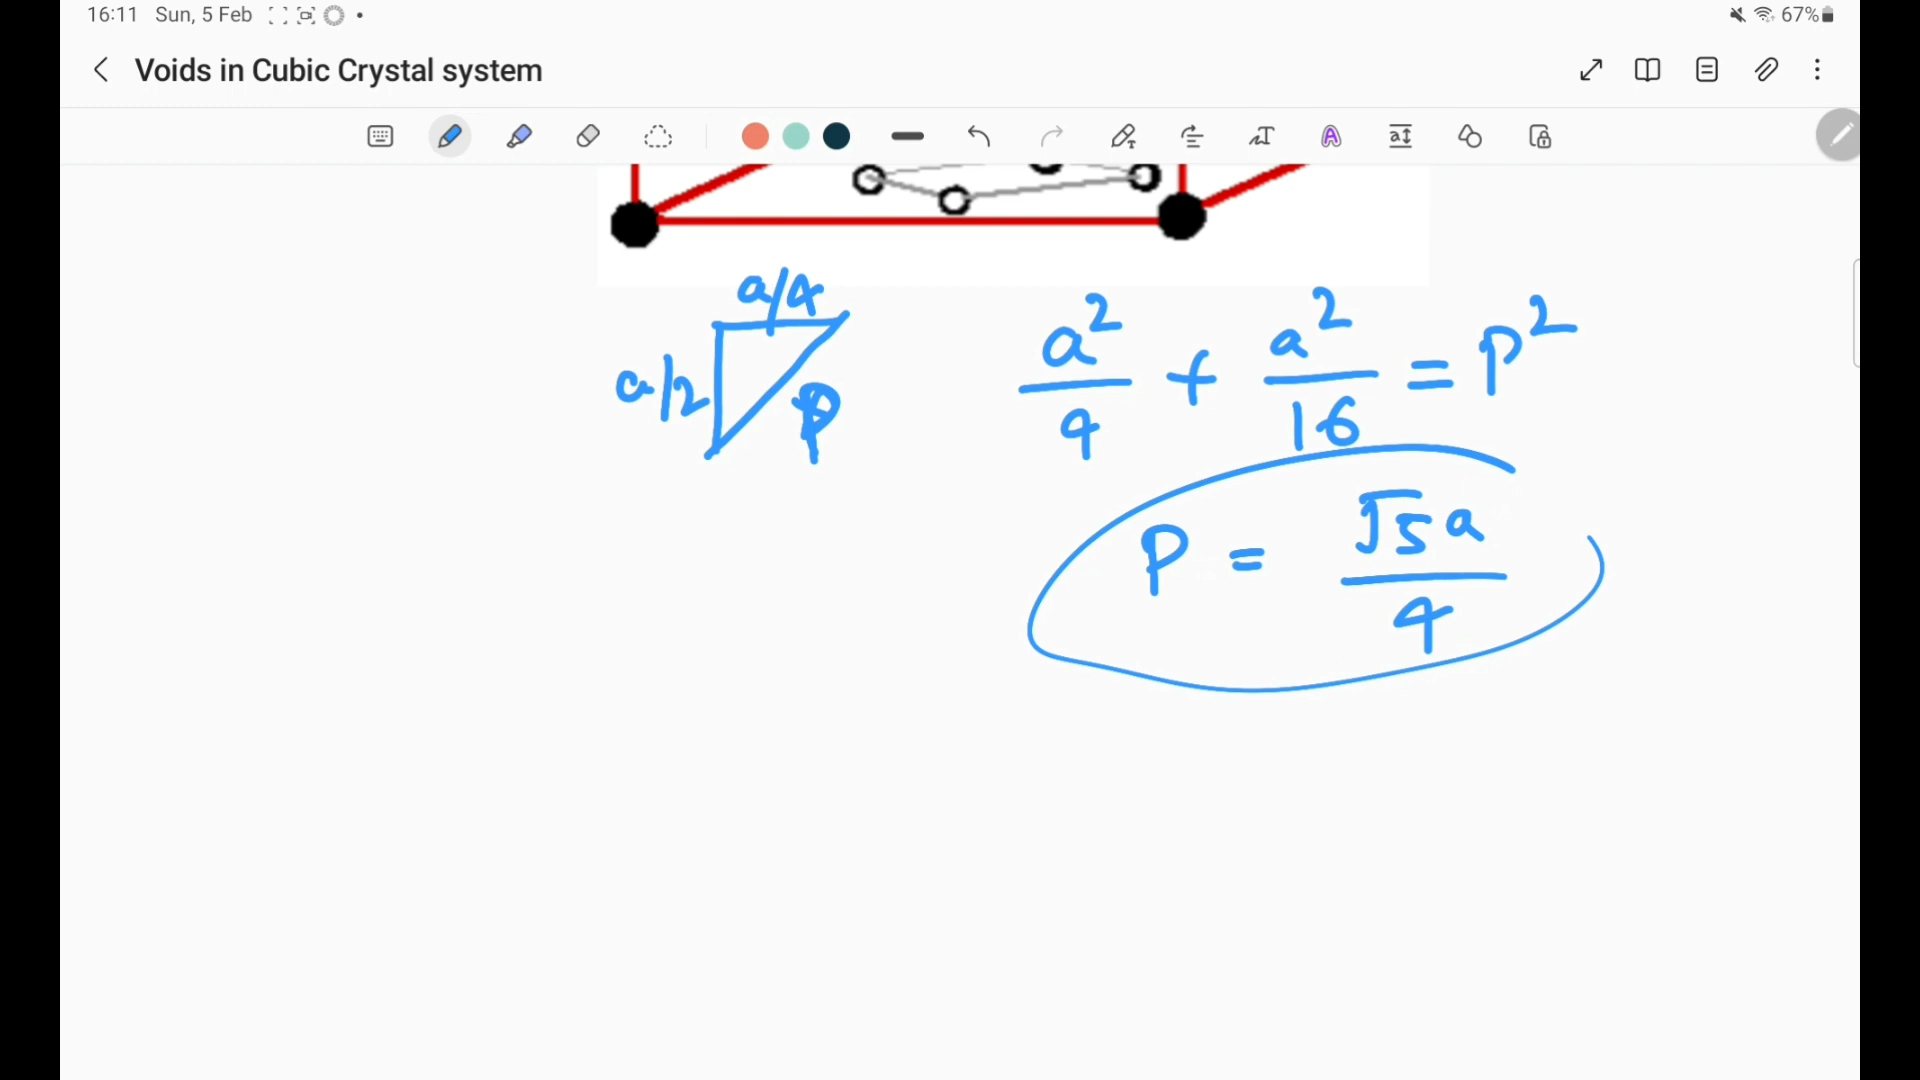 16:11 Sun, 5 Feb 67%
Voids in Cubic Crystal system
a/4
a/2 P
a²/4 + a²/16 = P²
P = √5 a/4